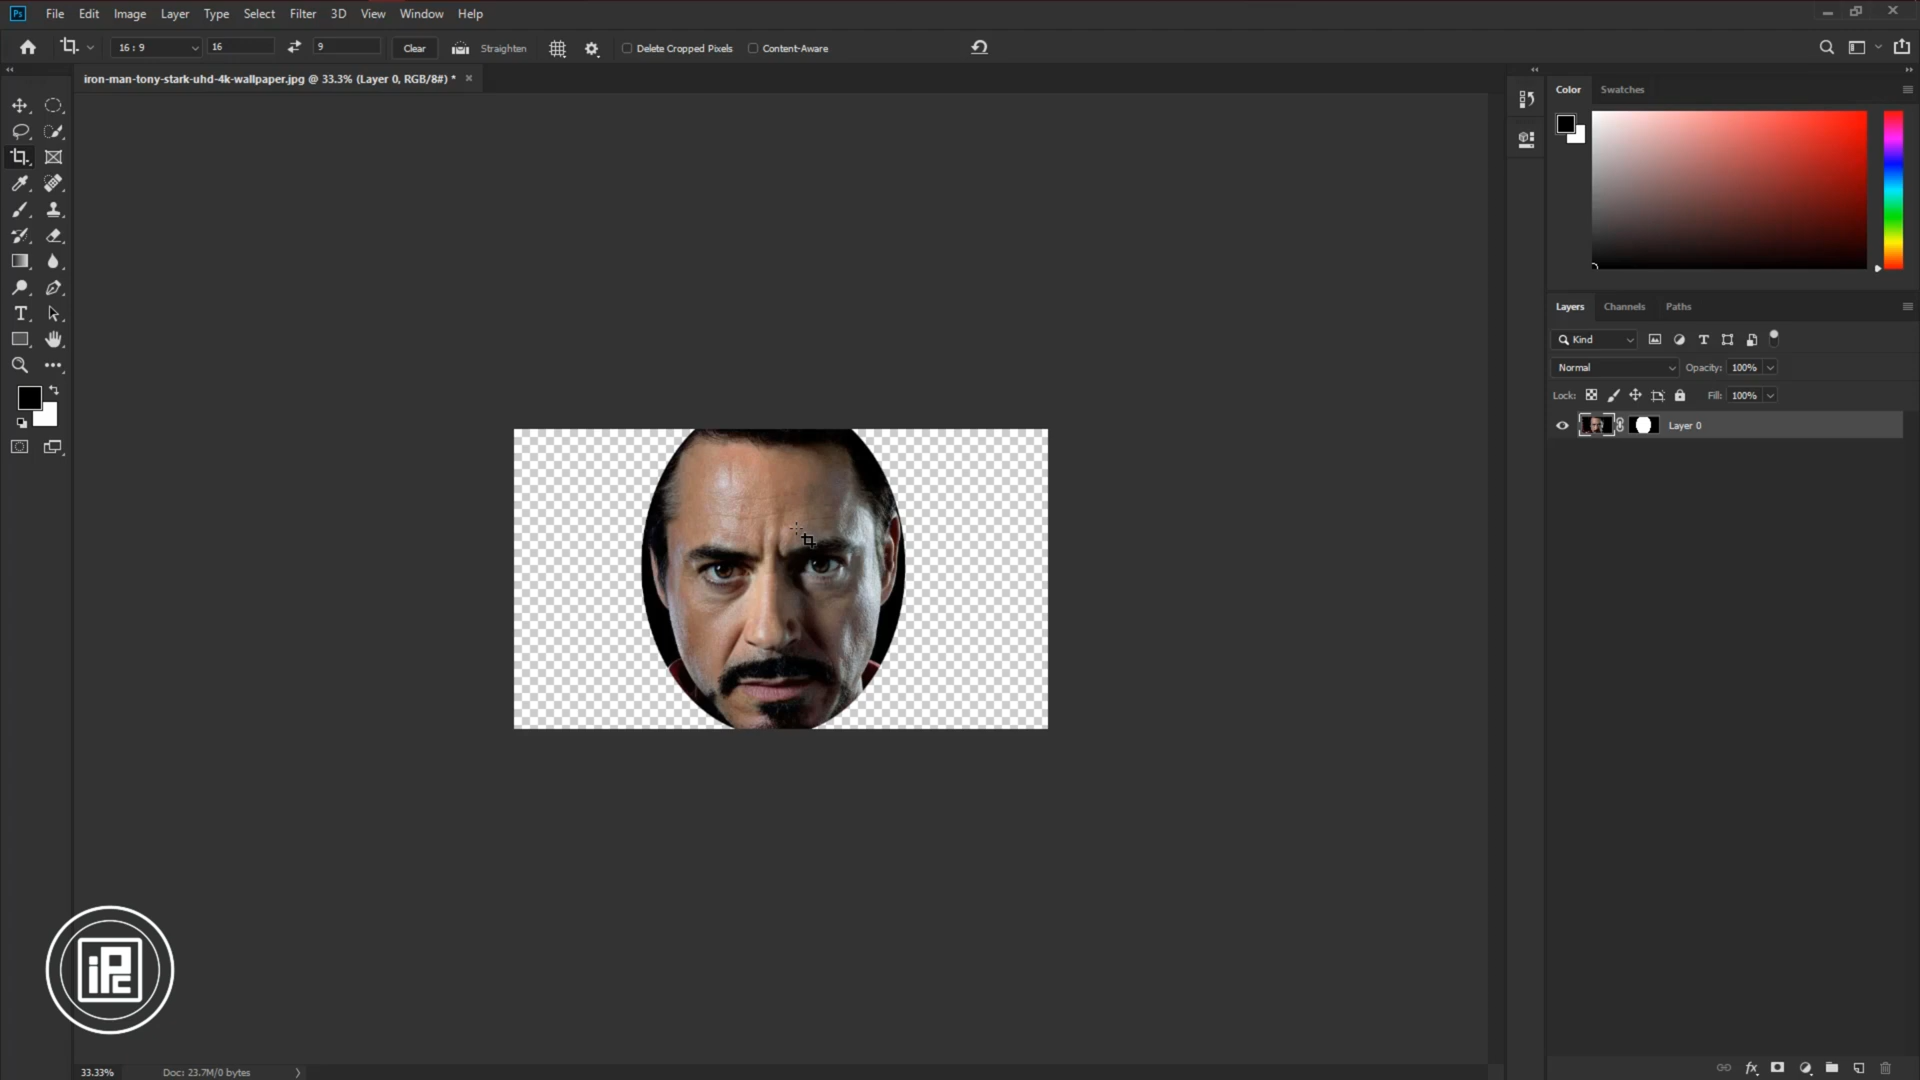 Ps File Edit Image Layer Type Select Filter 3D View Window Help
16 : 9 16 9 Clear Straighten Delete Cropped Pixels Content-Aware
iron-man-tony-stark-uhd-4k-wallpaper.jpg @ 33.3% (Layer 0, RGB/8#) *
Color Swatches
Layers Channels Paths
Kind
Normal Opacity: 100%
Lock: Fill: 100%
Layer 0
iPc
33.33% Doc: 23.7M/0 bytes